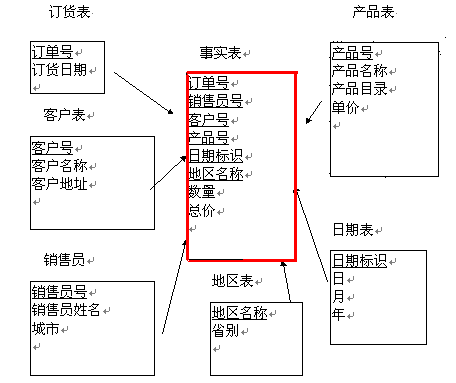 订货表
订单号
订货日期
客户表
客户号
客户名称
客户地址
销售员
销售员号
销售员姓名
城市
事实表
订单号
销售员号
客户号
产品号
日期标识
地区名称
数量
总价
地区表
地区名称
省别
产品表
产品号
产品名称
产品目录
单价
日期表
日期标识
日
月
年